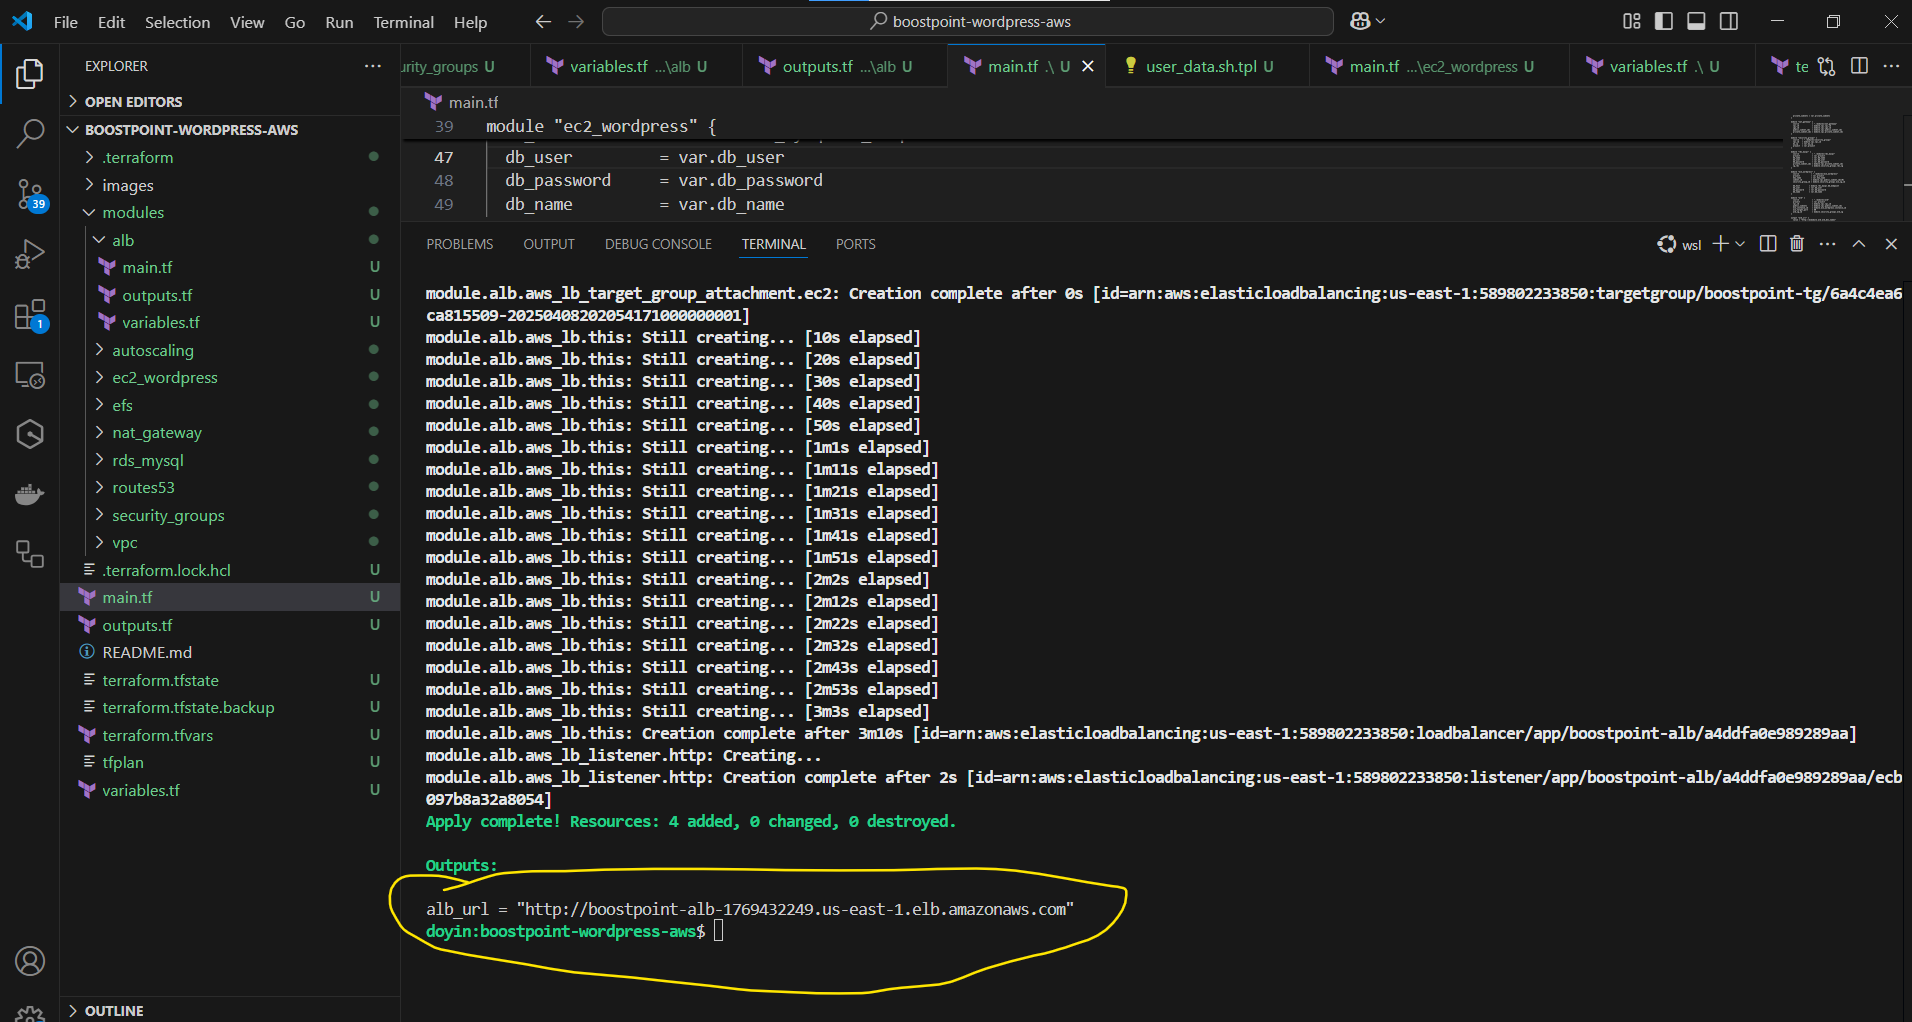 File Edit Selection View Go Run Terminal Help
boostpoint-wordpress-aws
EXPLORER
OPEN EDITORS
BOOSTPOINT-WORDPRESS-AWS
.terraform
images
modules
alb
main.tf U
outputs.tf U
variables.tf U
autoscaling
ec2_wordpress
efs
nat_gateway
rds_mysql
routes53
security_groups
vpc
.terraform.lock.hcl U
main.tf U
outputs.tf U
README.md
terraform.tfstate U
terraform.tfstate.backup U
terraform.tfvars U
tfplan U
variables.tf U
OUTLINE
39
1
urity_groups U
variables.tf ...\alb U
outputs.tf ...\alb U
main.tf .\ U
user_data.sh.tpl U
main.tf ...\ec2_wordpress U
variables.tf .\ U
te
main.tf
39 module "ec2_wordpress" {
47 db_user = var.db_user
48 db_password = var.db_password
49 db_name = var.db_name
PROBLEMS OUTPUT DEBUG CONSOLE TERMINAL PORTS
wsl
module.alb.aws_lb_target_group_attachment.ec2: Creation complete after 0s [id=arn:aws:elasticloadbalancing:us-east-1:589802233850:targetgroup/boostpoint-tg/6a4c4ea6
ca815509-20250408202054171000000001]
module.alb.aws_lb.this: Still creating... [10s elapsed]
module.alb.aws_lb.this: Still creating... [20s elapsed]
module.alb.aws_lb.this: Still creating... [30s elapsed]
module.alb.aws_lb.this: Still creating... [40s elapsed]
module.alb.aws_lb.this: Still creating... [50s elapsed]
module.alb.aws_lb.this: Still creating... [1m1s elapsed]
module.alb.aws_lb.this: Still creating... [1m11s elapsed]
module.alb.aws_lb.this: Still creating... [1m21s elapsed]
module.alb.aws_lb.this: Still creating... [1m31s elapsed]
module.alb.aws_lb.this: Still creating... [1m41s elapsed]
module.alb.aws_lb.this: Still creating... [1m51s elapsed]
module.alb.aws_lb.this: Still creating... [2m2s elapsed]
module.alb.aws_lb.this: Still creating... [2m12s elapsed]
module.alb.aws_lb.this: Still creating... [2m22s elapsed]
module.alb.aws_lb.this: Still creating... [2m32s elapsed]
module.alb.aws_lb.this: Still creating... [2m43s elapsed]
module.alb.aws_lb.this: Still creating... [2m53s elapsed]
module.alb.aws_lb.this: Still creating... [3m3s elapsed]
module.alb.aws_lb.this: Creation complete after 3m10s [id=arn:aws:elasticloadbalancing:us-east-1:589802233850:loadbalancer/app/boostpoint-alb/a4ddfa0e989289aa]
module.alb.aws_lb_listener.http: Creating...
module.alb.aws_lb_listener.http: Creation complete after 2s [id=arn:aws:elasticloadbalancing:us-east-1:589802233850:listener/app/boostpoint-alb/a4ddfa0e989289aa/ecb
097b8a32a8054]
Apply complete! Resources: 4 added, 0 changed, 0 destroyed.
Outputs:
alb_url = "http://boostpoint-alb-1769432249.us-east-1.elb.amazonaws.com"
doyin:boostpoint-wordpress-aws$